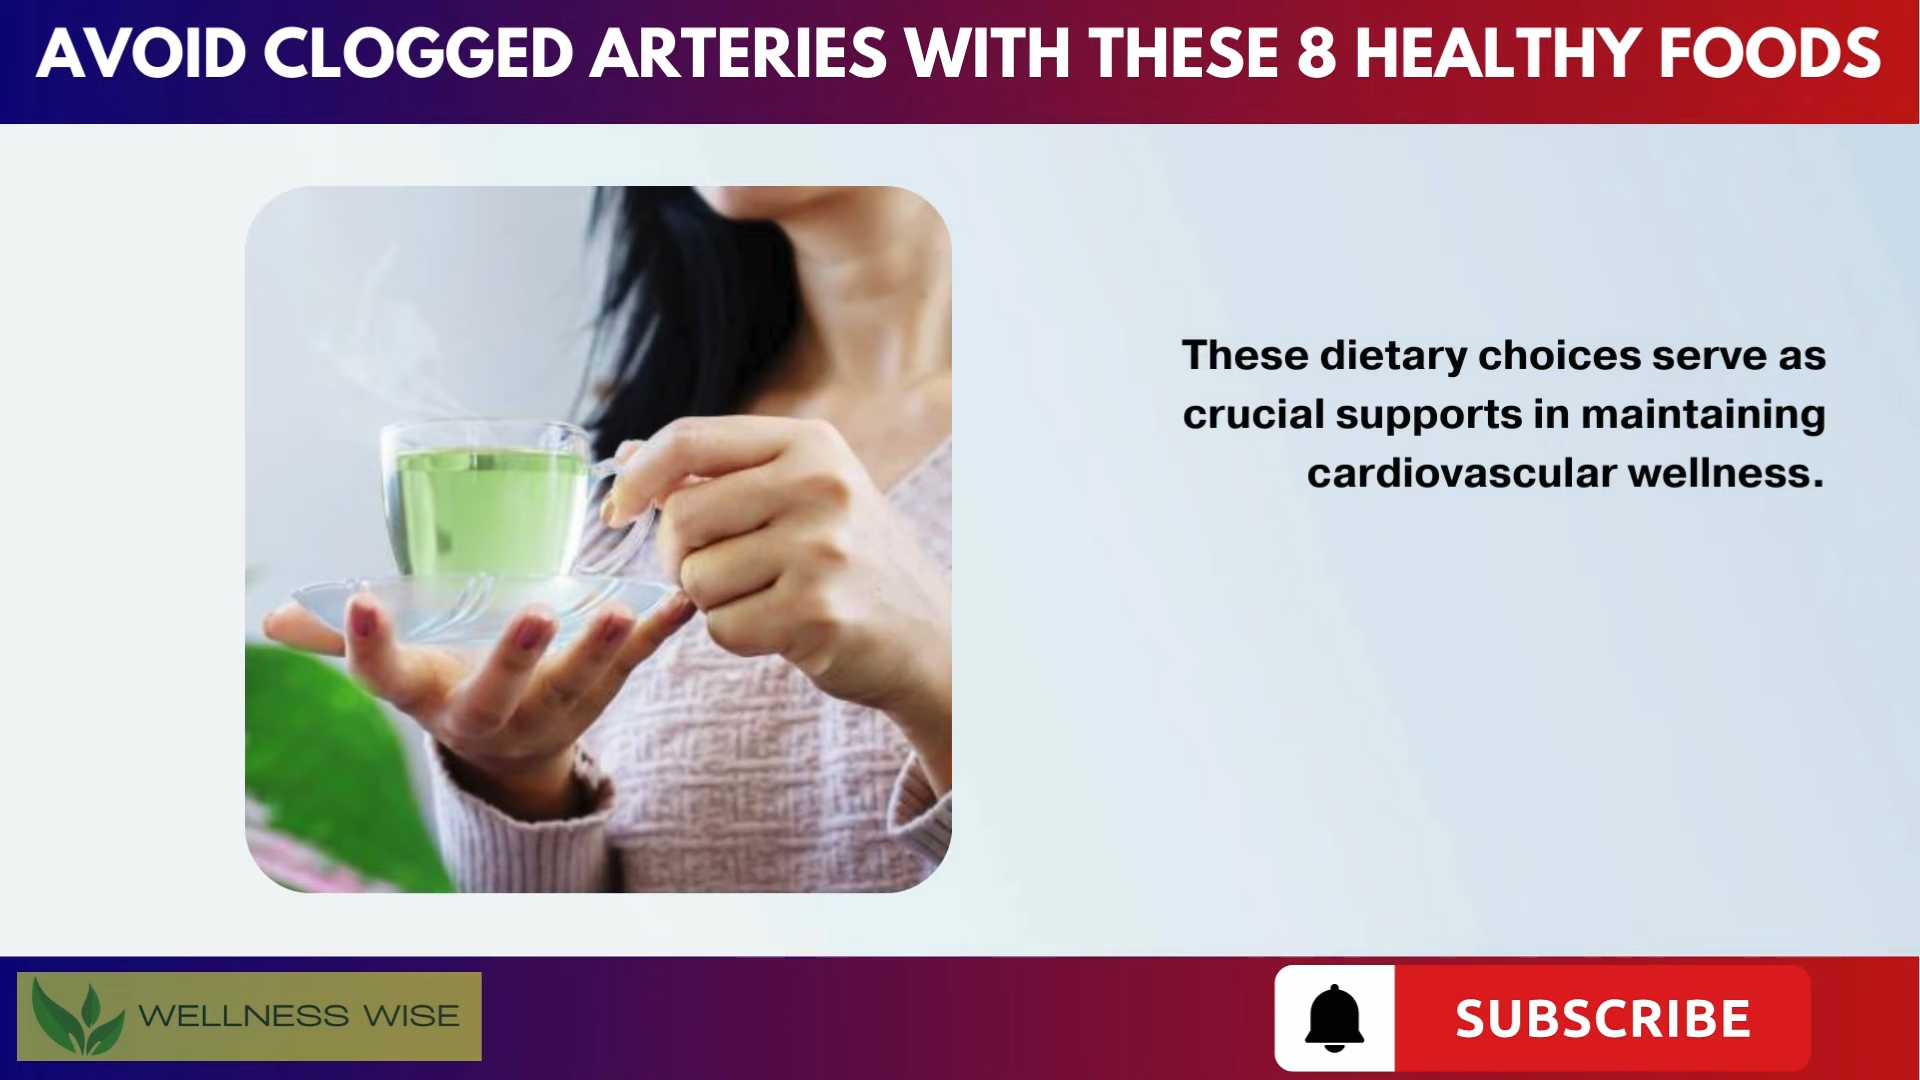 AVOID CLOGGED ARTERIES WITH THESE 8 HEALTHY FOODS
These dietary choices serve as
crucial supports in maintaining
cardiovascular wellness.
WELLNESS WISE
SUBSCRIBE